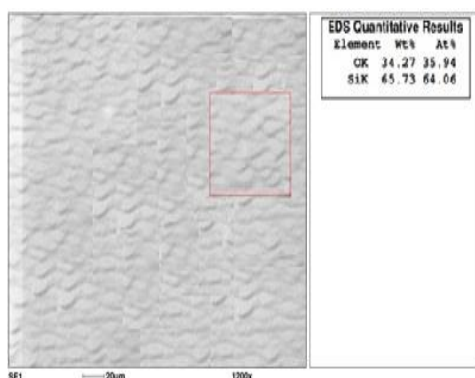 EDS Quantitative Results
Element Wt% At%
CK 34.27 35.94
SiK 65.73 64.06
SE1 20um 1200x